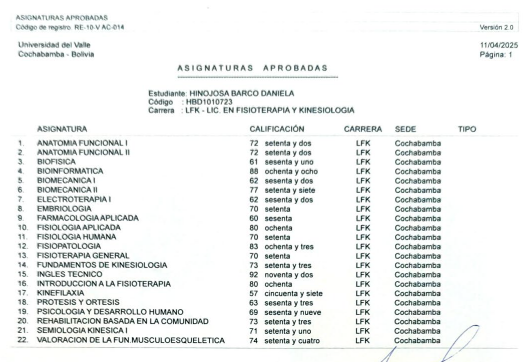 ASIGNATURAS APROBADAS
Código de registro: RE-10-V AC-014 Versión 2.0
Universidad del Valle 11/04/2025
Cochabamba - Bolivia Página: 1
ASIGNATURAS APROBADAS
Estudiante: HINOJOSA BARCO DANIELA
Código : HBD1010723
Carrera : LFK - LIC. EN FISIOTERAPIA Y KINESIOLOGIA
ASIGNATURA CALIFICACIÓN CARRERA SEDE TIPO
1. ANATOMIA FUNCIONAL I 72 setenta y dos LFK Cochabamba
2. ANATOMIA FUNCIONAL II 72 setenta y dos LFK Cochabamba
3. BIOFISICA 61 sesenta y uno LFK Cochabamba
4. BIOINFORMATICA 88 ochenta y ocho LFK Cochabamba
5. BIOMECANICA I 62 sesenta y dos LFK Cochabamba
6. BIOMECANICA II 77 setenta y siete LFK Cochabamba
7. ELECTROTERAPIA I 62 sesenta y dos LFK Cochabamba
8. EMBRIOLOGIA 70 setenta LFK Cochabamba
9. FARMACOLOGIA APLICADA 60 sesenta LFK Cochabamba
10. FISIOLOGIA APLICADA 80 ochenta LFK Cochabamba
11. FISIOLOGIA HUMANA 70 setenta LFK Cochabamba
12. FISIOPATOLOGIA 83 ochenta y tres LFK Cochabamba
13. FISIOTERAPIA GENERAL 70 setenta LFK Cochabamba
14. FUNDAMENTOS DE KINESIOLOGIA 73 setenta y tres LFK Cochabamba
15. INGLES TECNICO 92 noventa y dos LFK Cochabamba
16. INTRODUCCION A LA FISIOTERAPIA 80 ochenta LFK Cochabamba
17. KINEFILAXIA 57 cincuenta y siete LFK Cochabamba
18. PROTESIS Y ORTESIS 63 sesenta y tres LFK Cochabamba
19. PSICOLOGIA Y DESARROLLO HUMANO 69 sesenta y nueve LFK Cochabamba
20. REHABILITACION BASADA EN LA COMUNIDAD 73 setenta y tres LFK Cochabamba
21. SEMIOLOGIA KINESICA I 71 setenta y uno LFK Cochabamba
22. VALORACION DE LA FUN.MUSCULOESQUELETICA 74 setenta y cuatro LFK Cochabamba